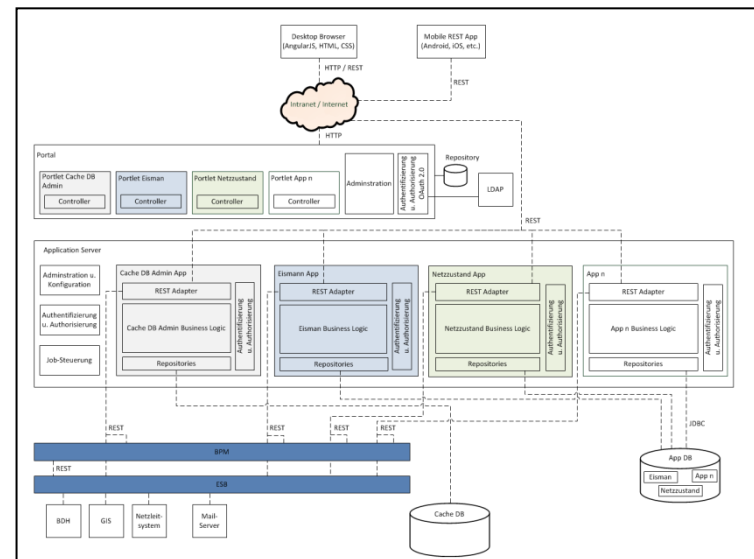 Desktop Browser
(AngularJS, HTML, CSS)
Mobile REST App
(Android, iOS, etc.)
HTTP / REST
REST
Intranet / Internet
HTTP
Portal
Portlet Cache DB
Admin
Controller
Portlet Eisman
Controller
Portlet Netzzustand
Controller
Portlet App n
Controller
Adminstration
Authentifizierung
u. Authorisierung
OAuth 2.0
Repository
LDAP
REST
Application Server
Adminstration u.
Konfiguration
Authentifizierung
u. Authorisierung
Job-Steuerung
Cache DB Admin App
REST Adapter
Cache DB Admin Business Logic
Repositories
Authentifizierung
u. Authorisierung
Eismann App
REST Adapter
Eisman Business Logic
Repositories
Authentifizierung
u. Authorisierung
Netzzustand App
REST Adapter
Netzzustand Business Logic
Repositories
Authentifizierung
u. Authorisierung
App n
REST Adapter
App n Business Logic
Repositories
Authentifizierung
u. Authorisierung
REST
REST
REST
REST
JDBC
BPM
REST
ESB
BDH
GIS
Netzleit-
system
Mail-
Server
Cache DB
App DB
Eisman
App n
Netzzustand